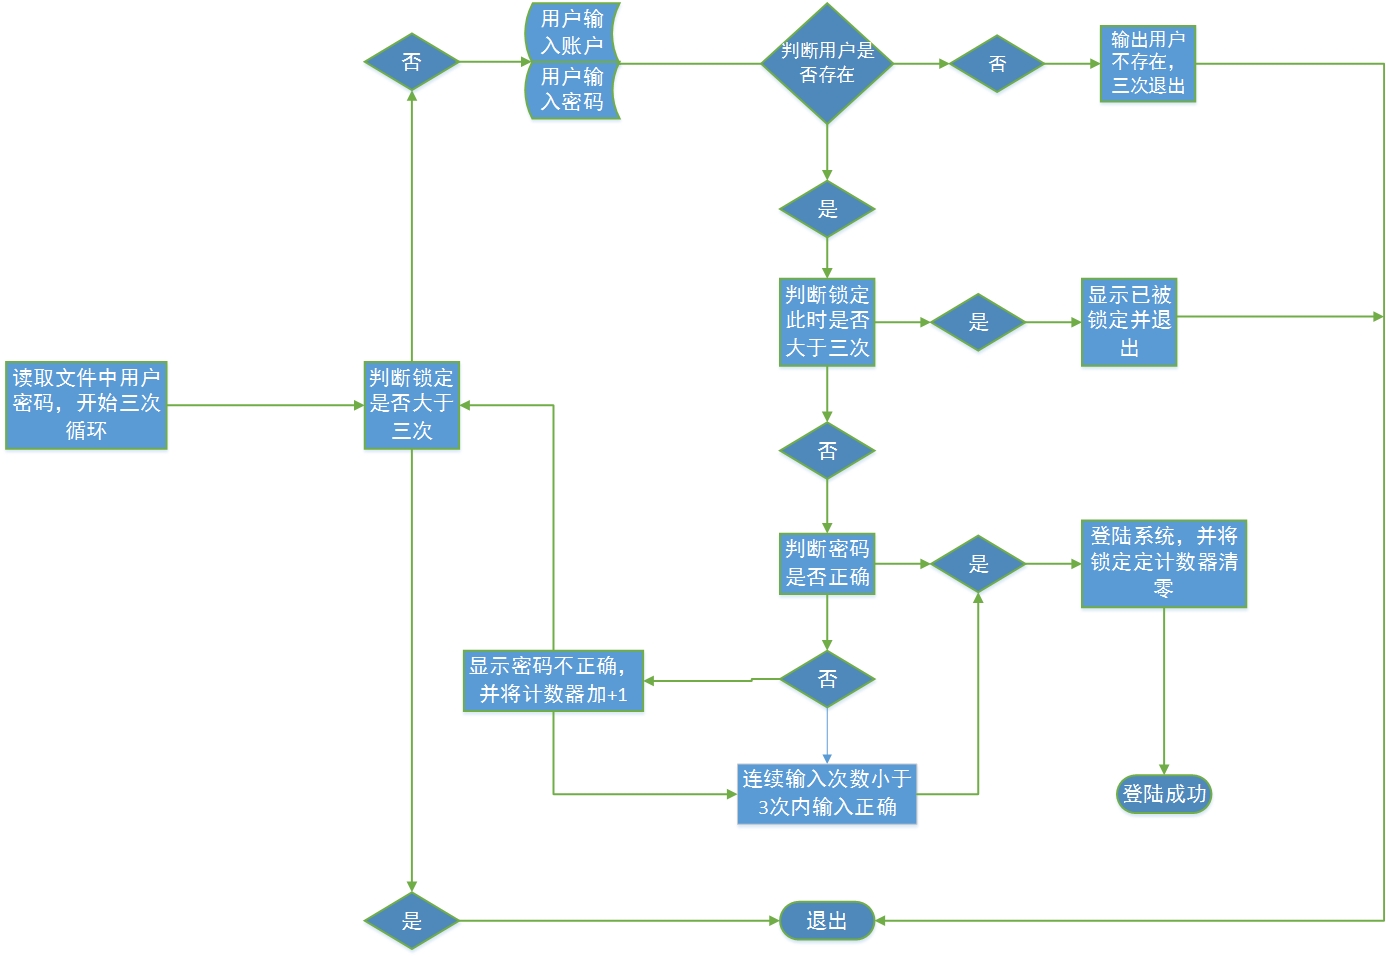 否
用户输
入账户
用户输
入密码
判断用户是
否存在
否
输出用户
不存在，
三次退出
是
判断锁定
此时是否
大于三次
是
显示已被
锁定并退
出
读取文件中用户
密码，开始三次
循环
判断锁定
是否大于
三次
否
判断密码
是否正确
是
登陆系统，并将
锁定定计数器清
零
显示密码不正确，
并将计数器加+1
否
连续输入次数小于
3次内输入正确
登陆成功
是
退出